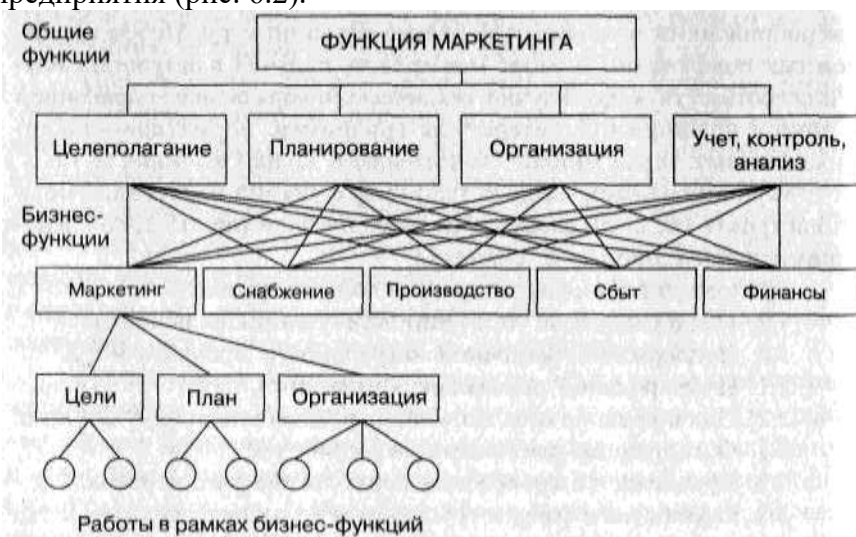 предприятия (рис. 6.2).
Общие
функции
ФУНКЦИЯ МАРКЕТИНГА
Целеполагание
Планирование
Организация
Учет, контроль,
анализ
Бизнес-
функции
Маркетинг
Снабжение
Производство
Сбыт
Финансы
Цели
План
Организация
Работы в рамках бизнес-функций